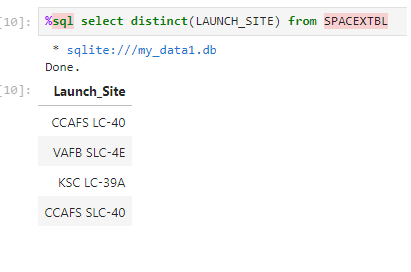 [10]: %sql select distinct(LAUNCH_SITE) from SPACEXTBL
* sqlite:///my_data1.db
Done.
[10]: Launch_Site
CCAFS LC-40
VAFB SLC-4E
KSC LC-39A
CCAFS SLC-40